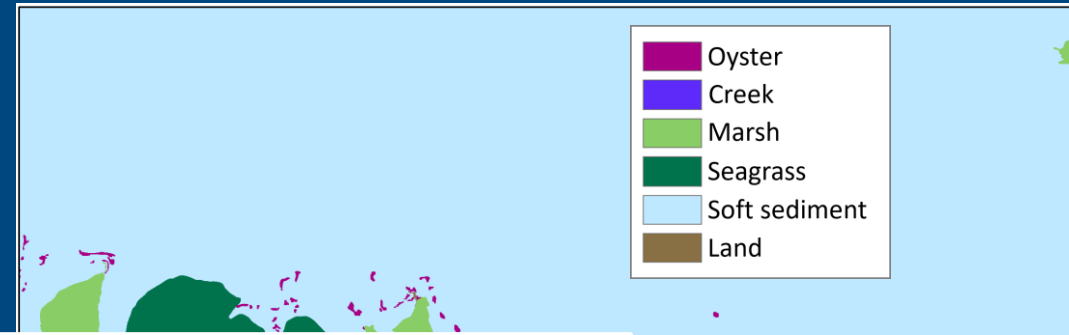 Oyster
Creek
Marsh
Seagrass
Soft sediment
Land